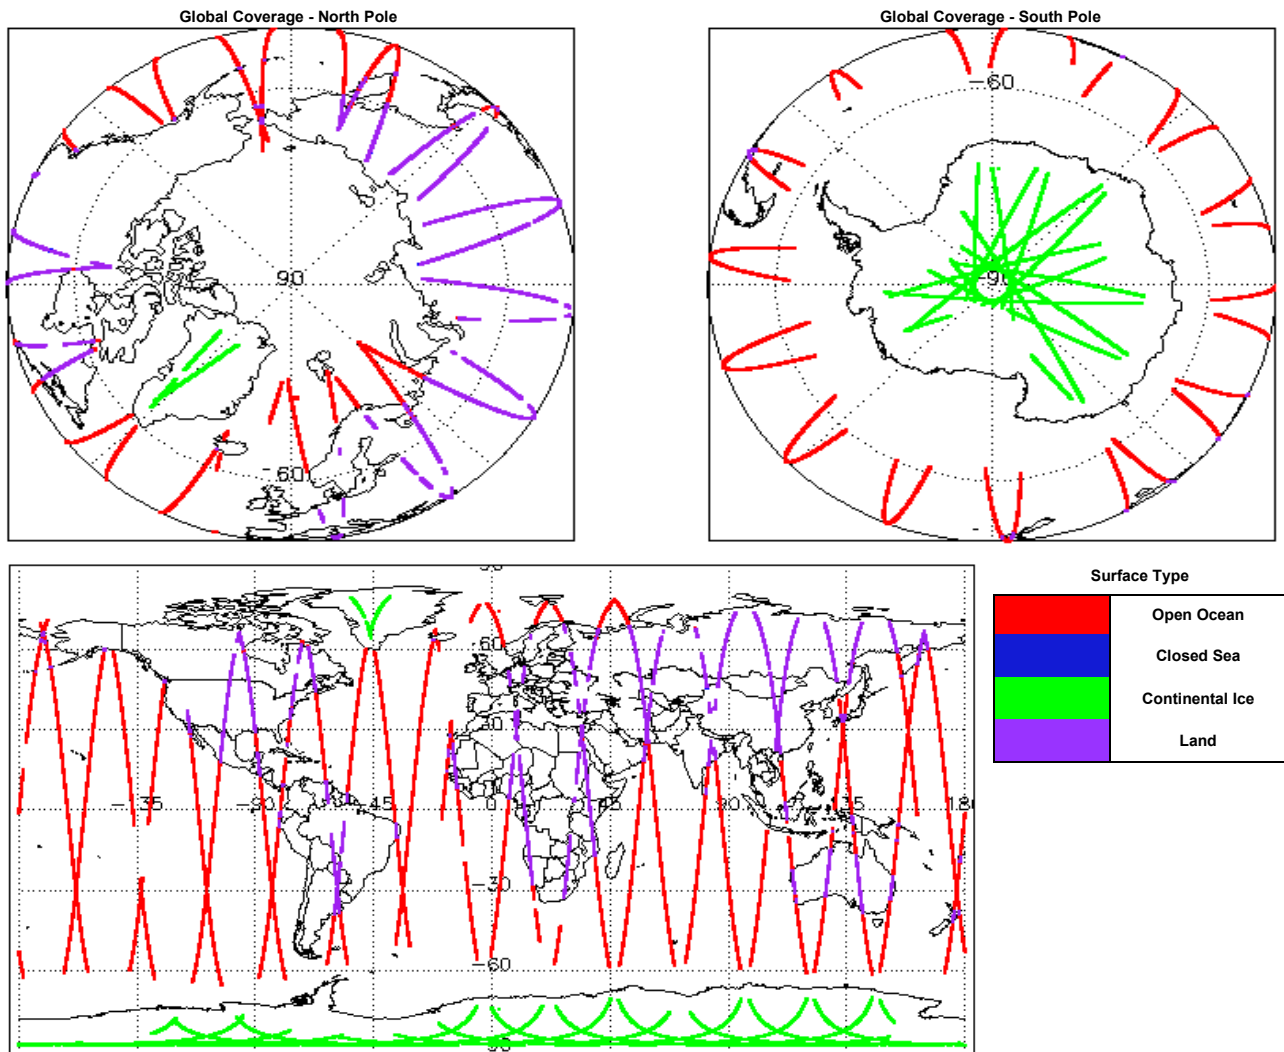 Global Coverage - North Pole
Global Coverage - South Pole
-60
90
-90
-60
Surface Type
Open Ocean
Closed Sea
Continental Ice
Land
60
30
-135
-90
-45
0
45
90
135
180
-30
-60